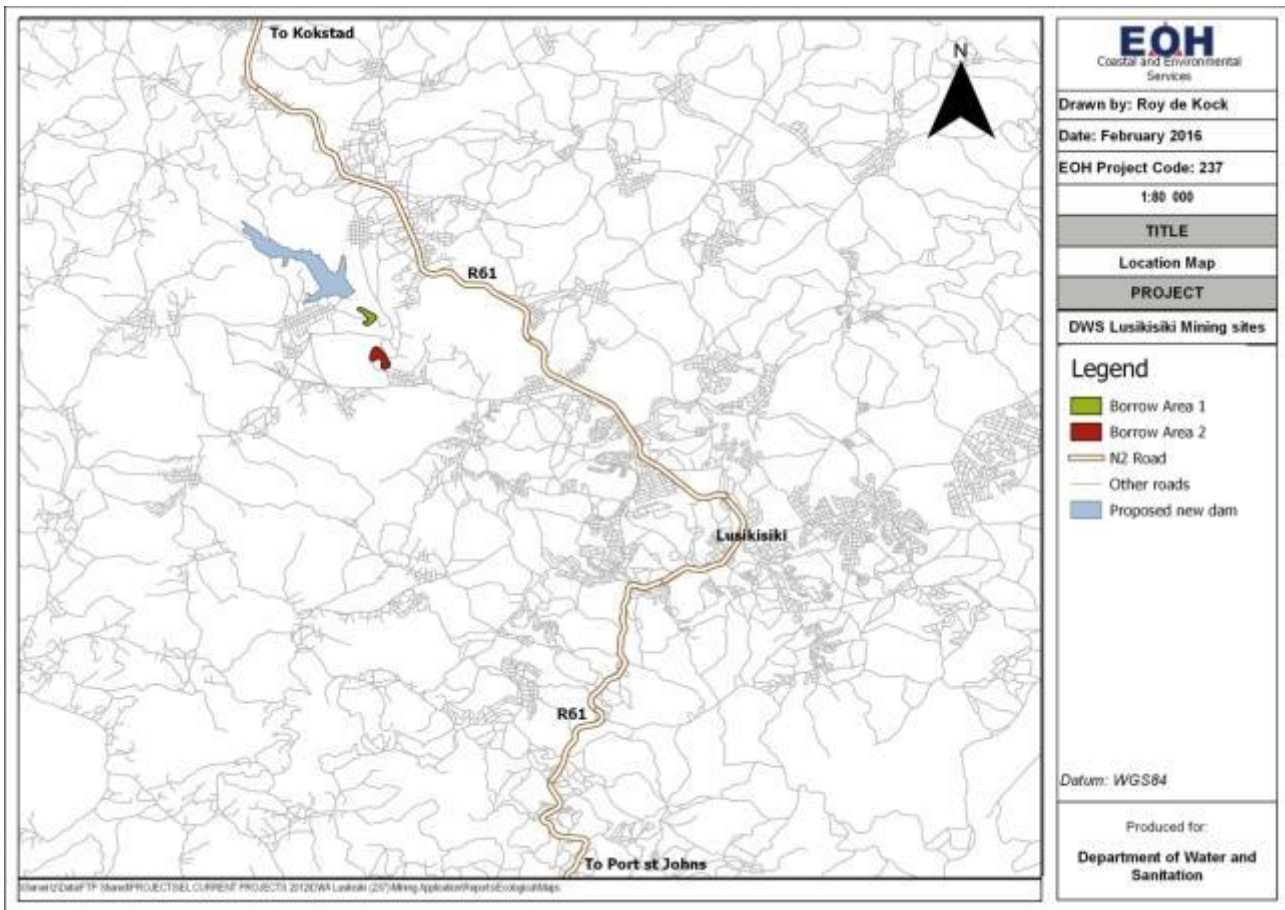 To Kokstad
N
R61
Lusikisiki
R61
To Port st Johns
EOH
Coastal and Environmental
Services
Drawn by: Roy de Kock
Date: February 2016
EOH Project Code: 237
1:80 000
TITLE
Location Map
PROJECT
DWS Lusikisiki Mining sites
Legend
Borrow Area 1
Borrow Area 2
N2 Road
Other roads
Proposed new dam
Datum: WGS84
Produced for:
Department of Water and
Sanitation